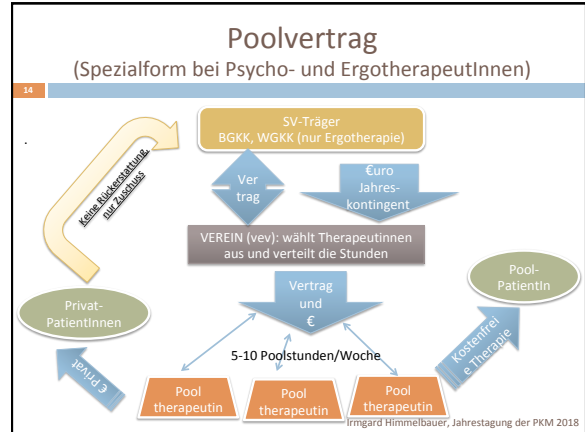 Poolvertrag
(Spezialform bei Psycho- und ErgotherapeutInnen)
14
SV-Träger
BGKK, WGKK (nur Ergotherapie)
.
Keine Rückerstattung,
nur Zuschuss
Ver
trag
€uro
Jahres-
kontingent
VEREIN (vev): wählt Therapeutinnen
aus und verteilt die Stunden
Privat-
PatientInnen
Vertrag
und
€
Pool-
PatientIn
5-10 Poolstunden/Woche
€ Privat
Kostenfrei
e Therapie
Pool
therapeutin
Pool
therapeutin
Pool
therapeutin
Irmgard Himmelbauer, Jahrestagung der PKM 2018